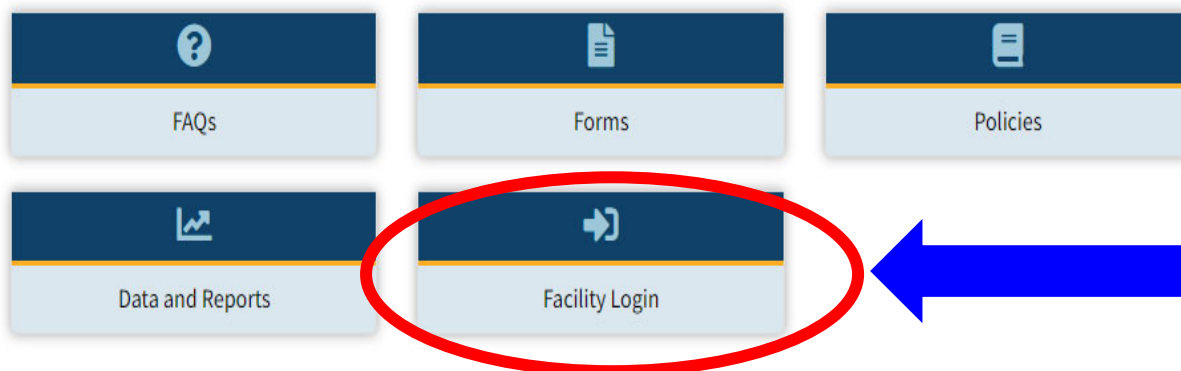 FAQs
Forms
Policies
Data and Reports
Facility Login